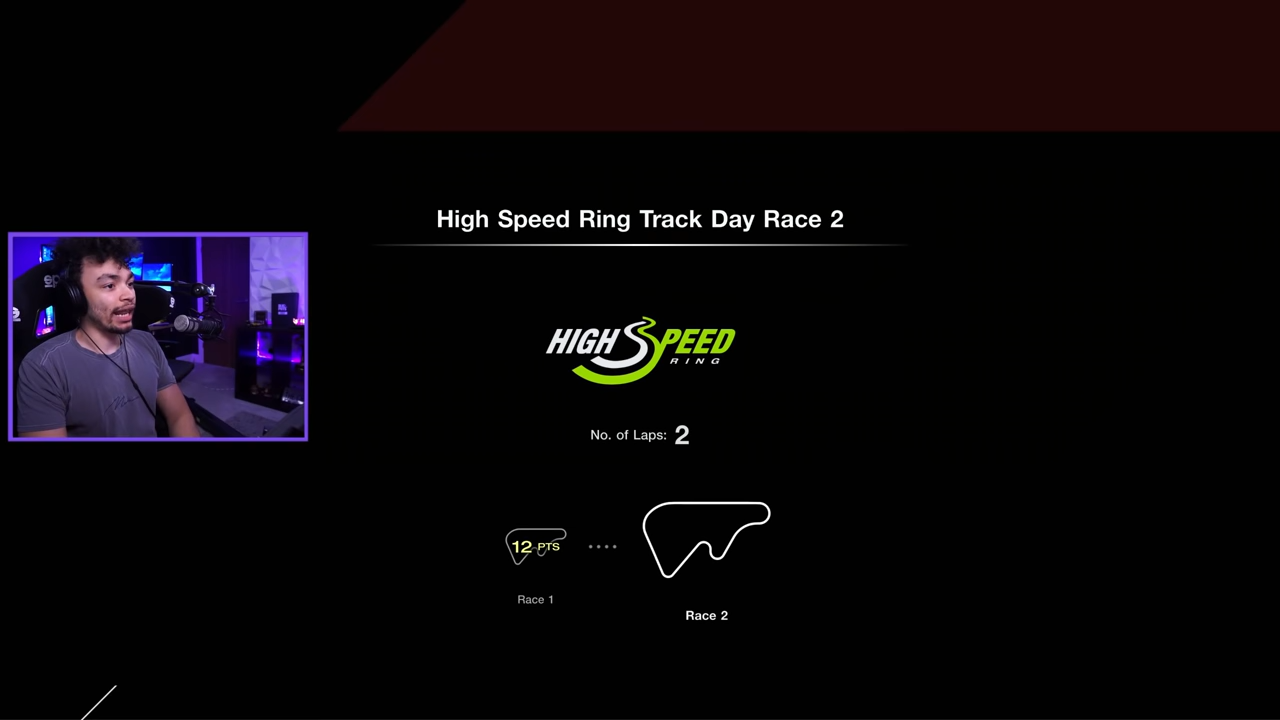 High Speed Ring Track Day Race 2
HIGH SPEED
RING
No. of Laps: 2
12 PTS
Race 1
Race 2